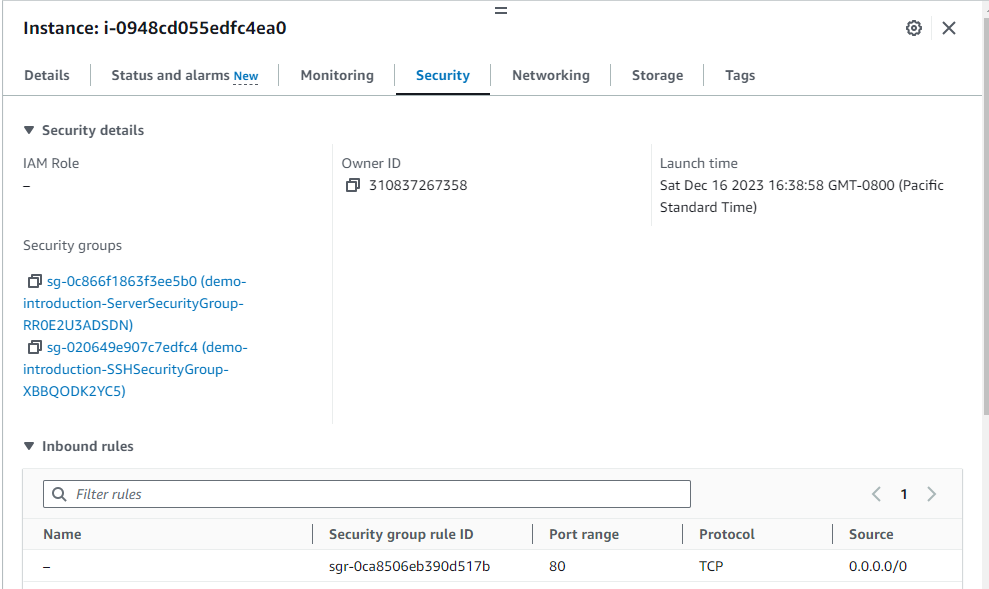 Instance: i-0948cd055edfc4ea0
Details
Status and alarms New
Monitoring
Security
Networking
Storage
Tags
Security details
IAM Role
–
Owner ID
310837267358
Launch time
Sat Dec 16 2023 16:38:58 GMT-0800 (Pacific
Standard Time)
Security groups
sg-0c866f1863f3ee5b0 (demo-
introduction-ServerSecurityGroup-
RR0E2U3ADSDN)
sg-020649e907c7edfc4 (demo-
introduction-SSHSecurityGroup-
XBBQODK2YC5)
Inbound rules
Filter rules
1
Name
Security group rule ID
Port range
Protocol
Source
–
sgr-0ca8506eb390d517b
80
TCP
0.0.0.0/0